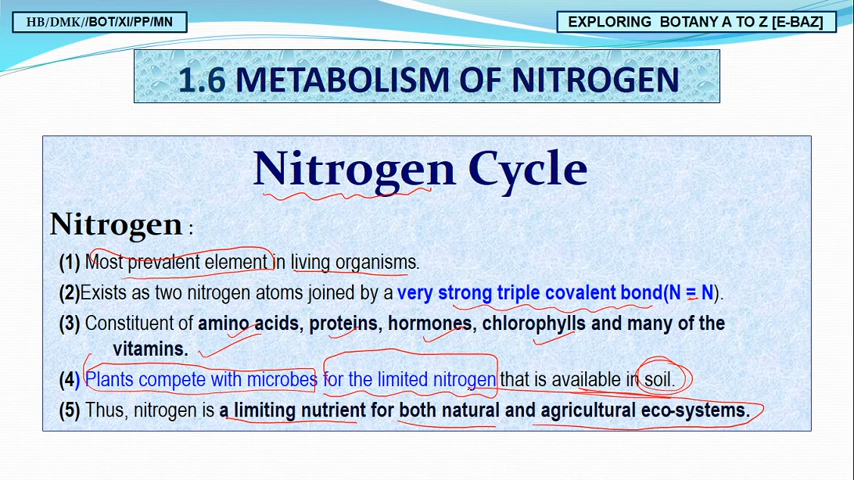 HB/DMK//BOT/XI/PP/MN
EXPLORING BOTANY A TO Z [E-BAZ]
1.6 METABOLISM OF NITROGEN
Nitrogen Cycle
Nitrogen :
(1) Most prevalent element in living organisms.
(2)Exists as two nitrogen atoms joined by a very strong triple covalent bond(N = N).
(3) Constituent of amino acids, proteins, hormones, chlorophylls and many of the
vitamins.
(4) Plants compete with microbes for the limited nitrogen that is available in soil.
(5) Thus, nitrogen is a limiting nutrient for both natural and agricultural eco-systems.